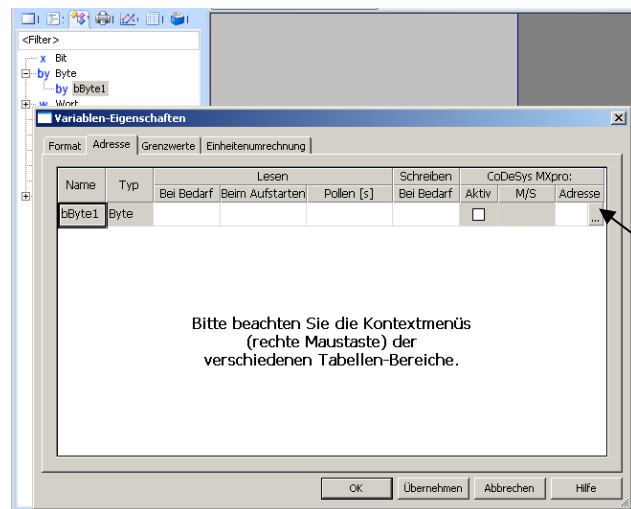 <Filter>
x Bit
by Byte
by bByte1
w Wort
Variablen-Eigenschaften
Format Adresse Grenzwerte Einheitenumrechnung
Name Typ Lesen Schreiben CoDeSys MXpro:
Bei Bedarf Beim Aufstarten Pollen [s] Bei Bedarf Aktiv M/S Adresse
bByte1 Byte ...
Bitte beachten Sie die Kontextmenüs
(rechte Maustaste) der
verschiedenen Tabellen-Bereiche.
OK Übernehmen Abbrechen Hilfe